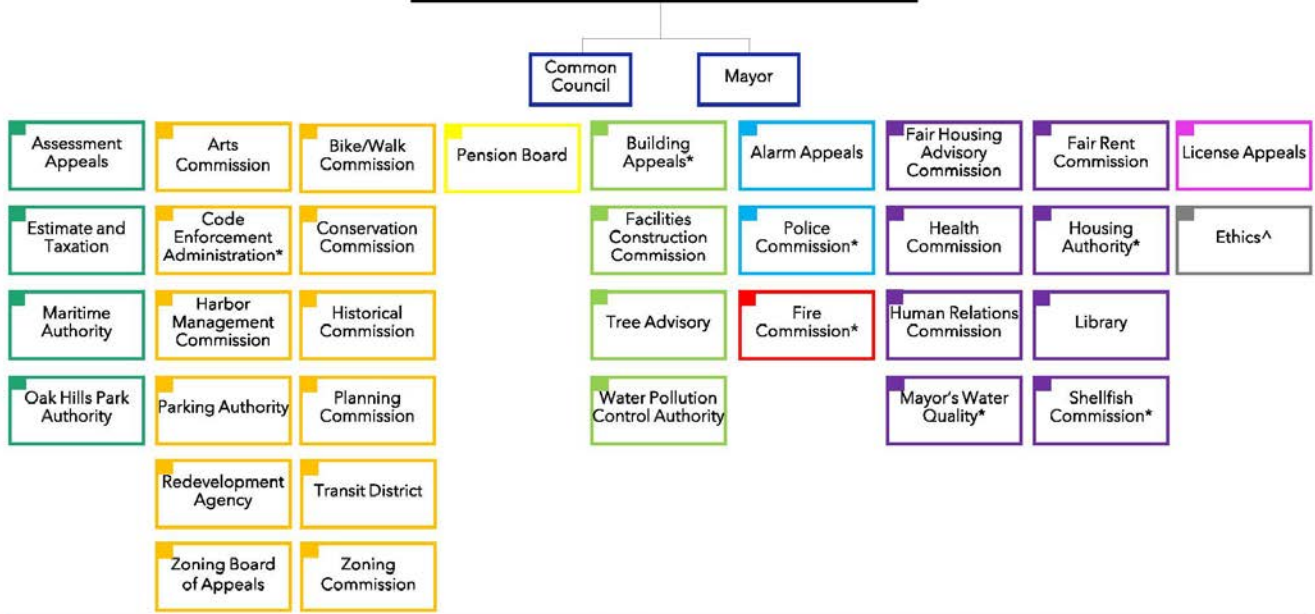 Common
Council
Mayor
Assessment
Appeals
Arts
Commission
Bike/Walk
Commission
Pension Board
Building
Appeals*
Alarm Appeals
Fair Housing
Advisory
Commission
Fair Rent
Commission
License Appeals
Estimate and
Taxation
Code
Enforcement
Administration*
Conservation
Commission
Facilities
Construction
Commission
Police
Commission*
Health
Commission
Housing
Authority*
Ethics^
Maritime
Authority
Harbor
Management
Commission
Historical
Commission
Tree Advisory
Fire
Commission*
Human Relations
Commission
Library
Oak Hills Park
Authority
Parking Authority
Planning
Commission
Water Pollution
Control Authority
Mayor's Water
Quality*
Shellfish
Commission*
Redevelopment
Agency
Transit District
Zoning Board
of Appeals
Zoning
Commission